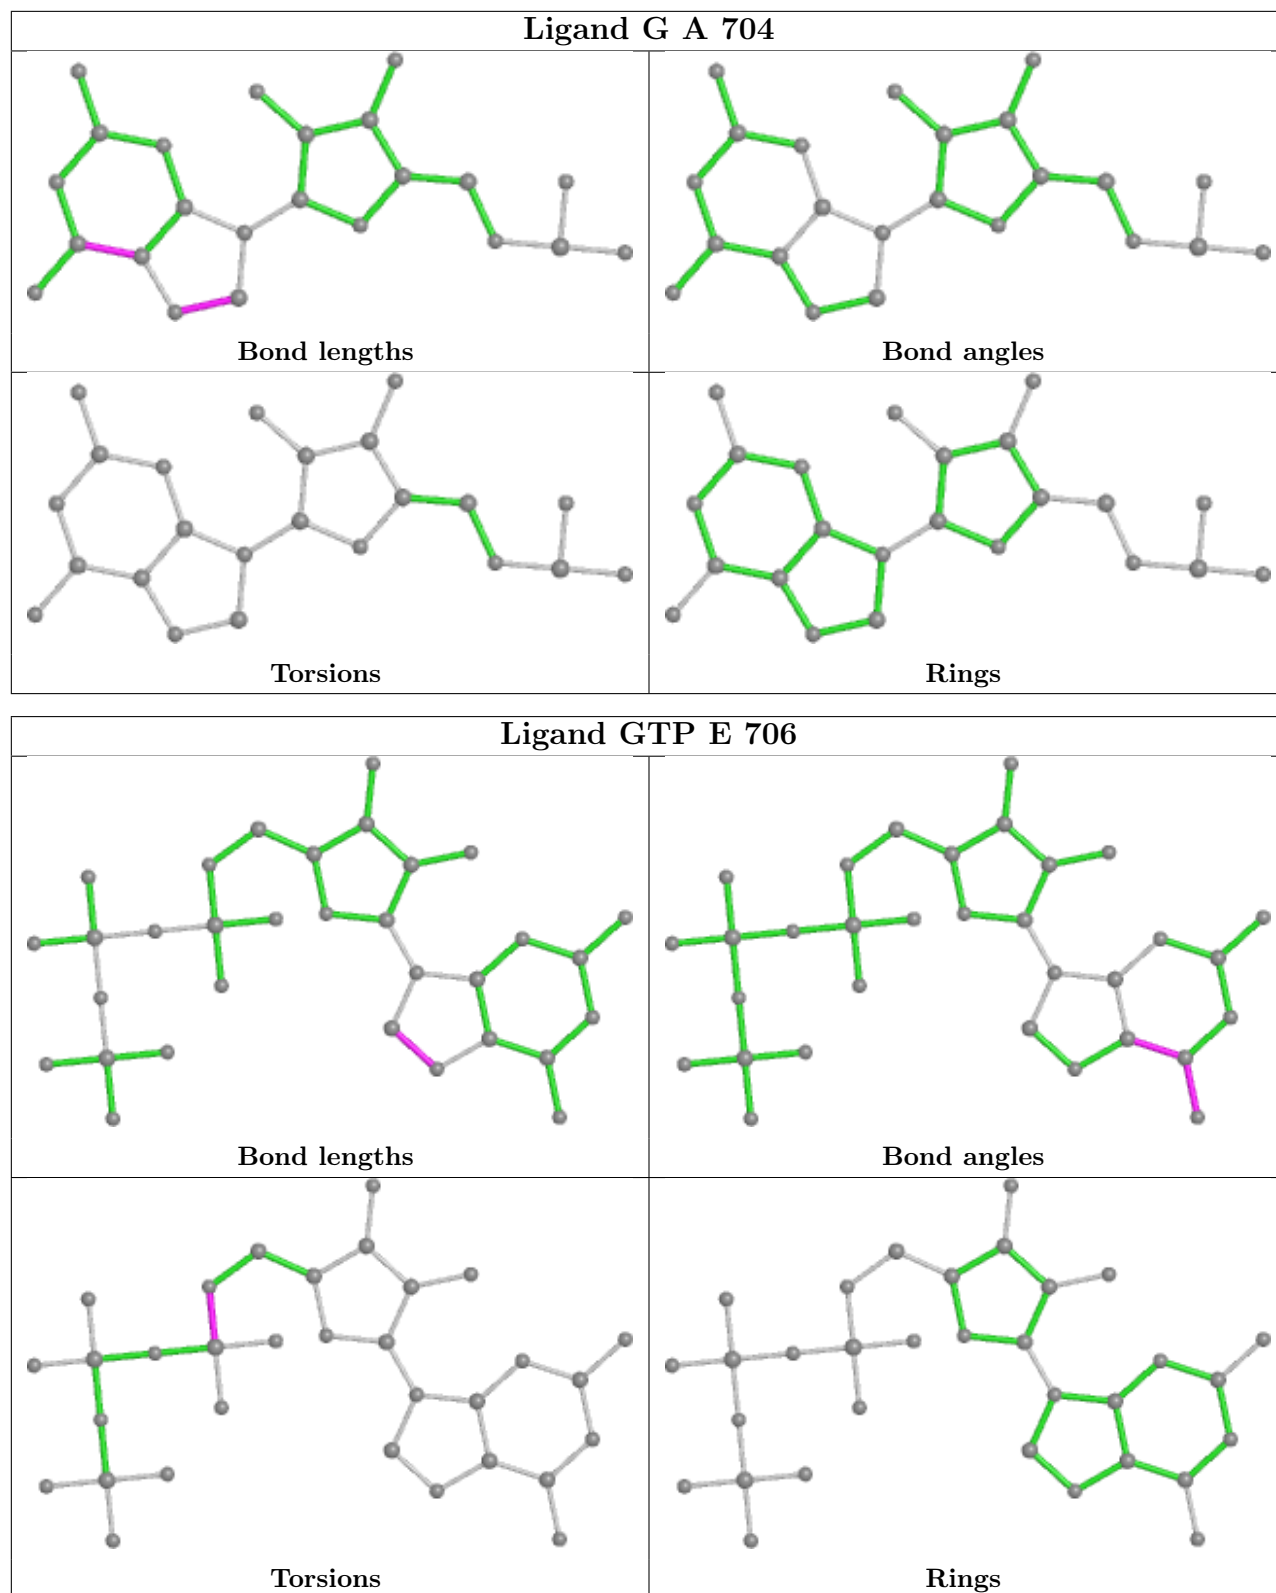 Ligand G A 704
Bond lengths
Bond angles
Torsions
Rings
Ligand GTP E 706
Bond lengths
Bond angles
Torsions
Rings